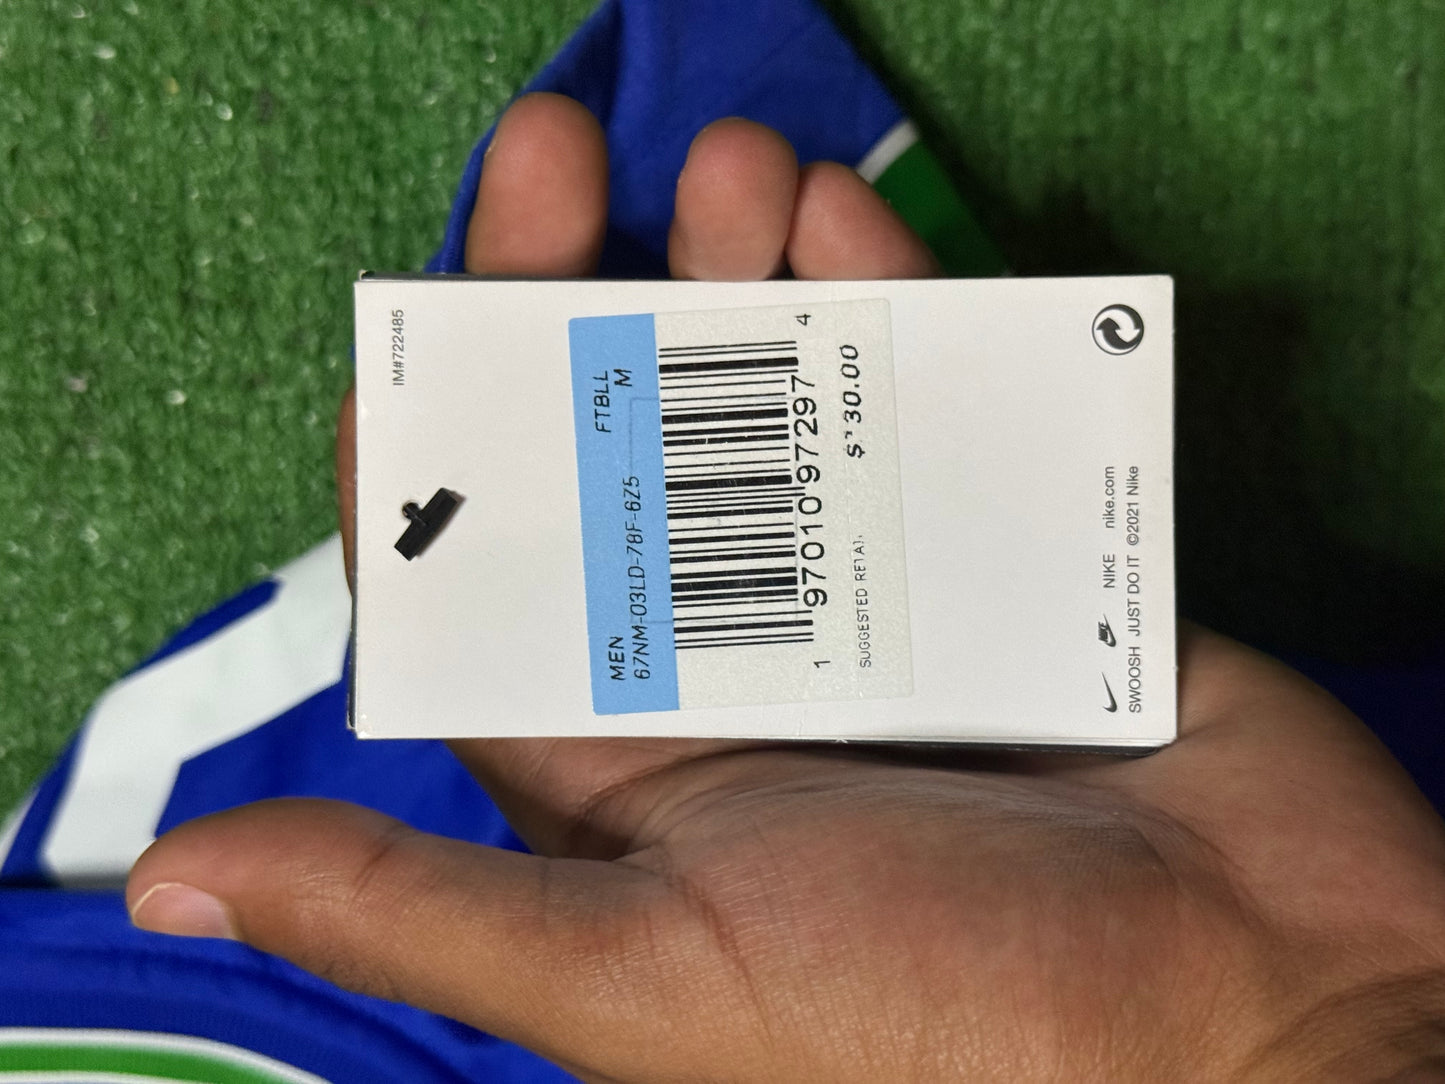 IM#722485
MEN FTBLL
67NM-03LD-78F-6Z5 M
1 97010 97297 4
SUGGESTED RETAIL $ 30.00
NIKE nike.com
SWOOSH JUST DO IT ©2021 Nike